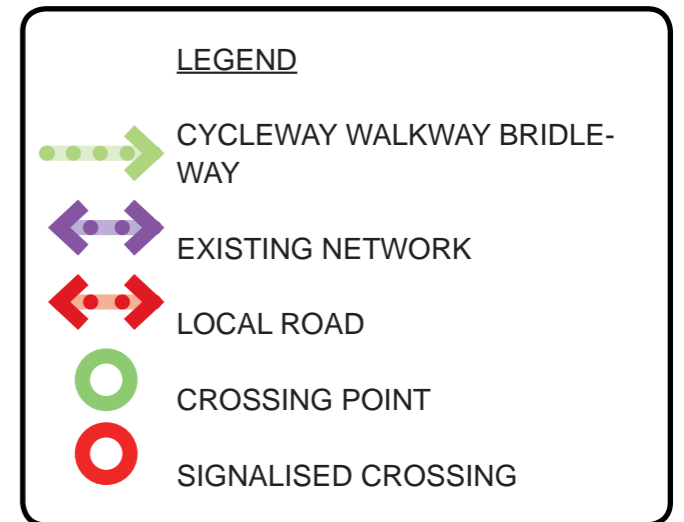 LEGEND
CYCLEWAY WALKWAY BRIDLE-
WAY
EXISTING NETWORK
LOCAL ROAD
CROSSING POINT
SIGNALISED CROSSING